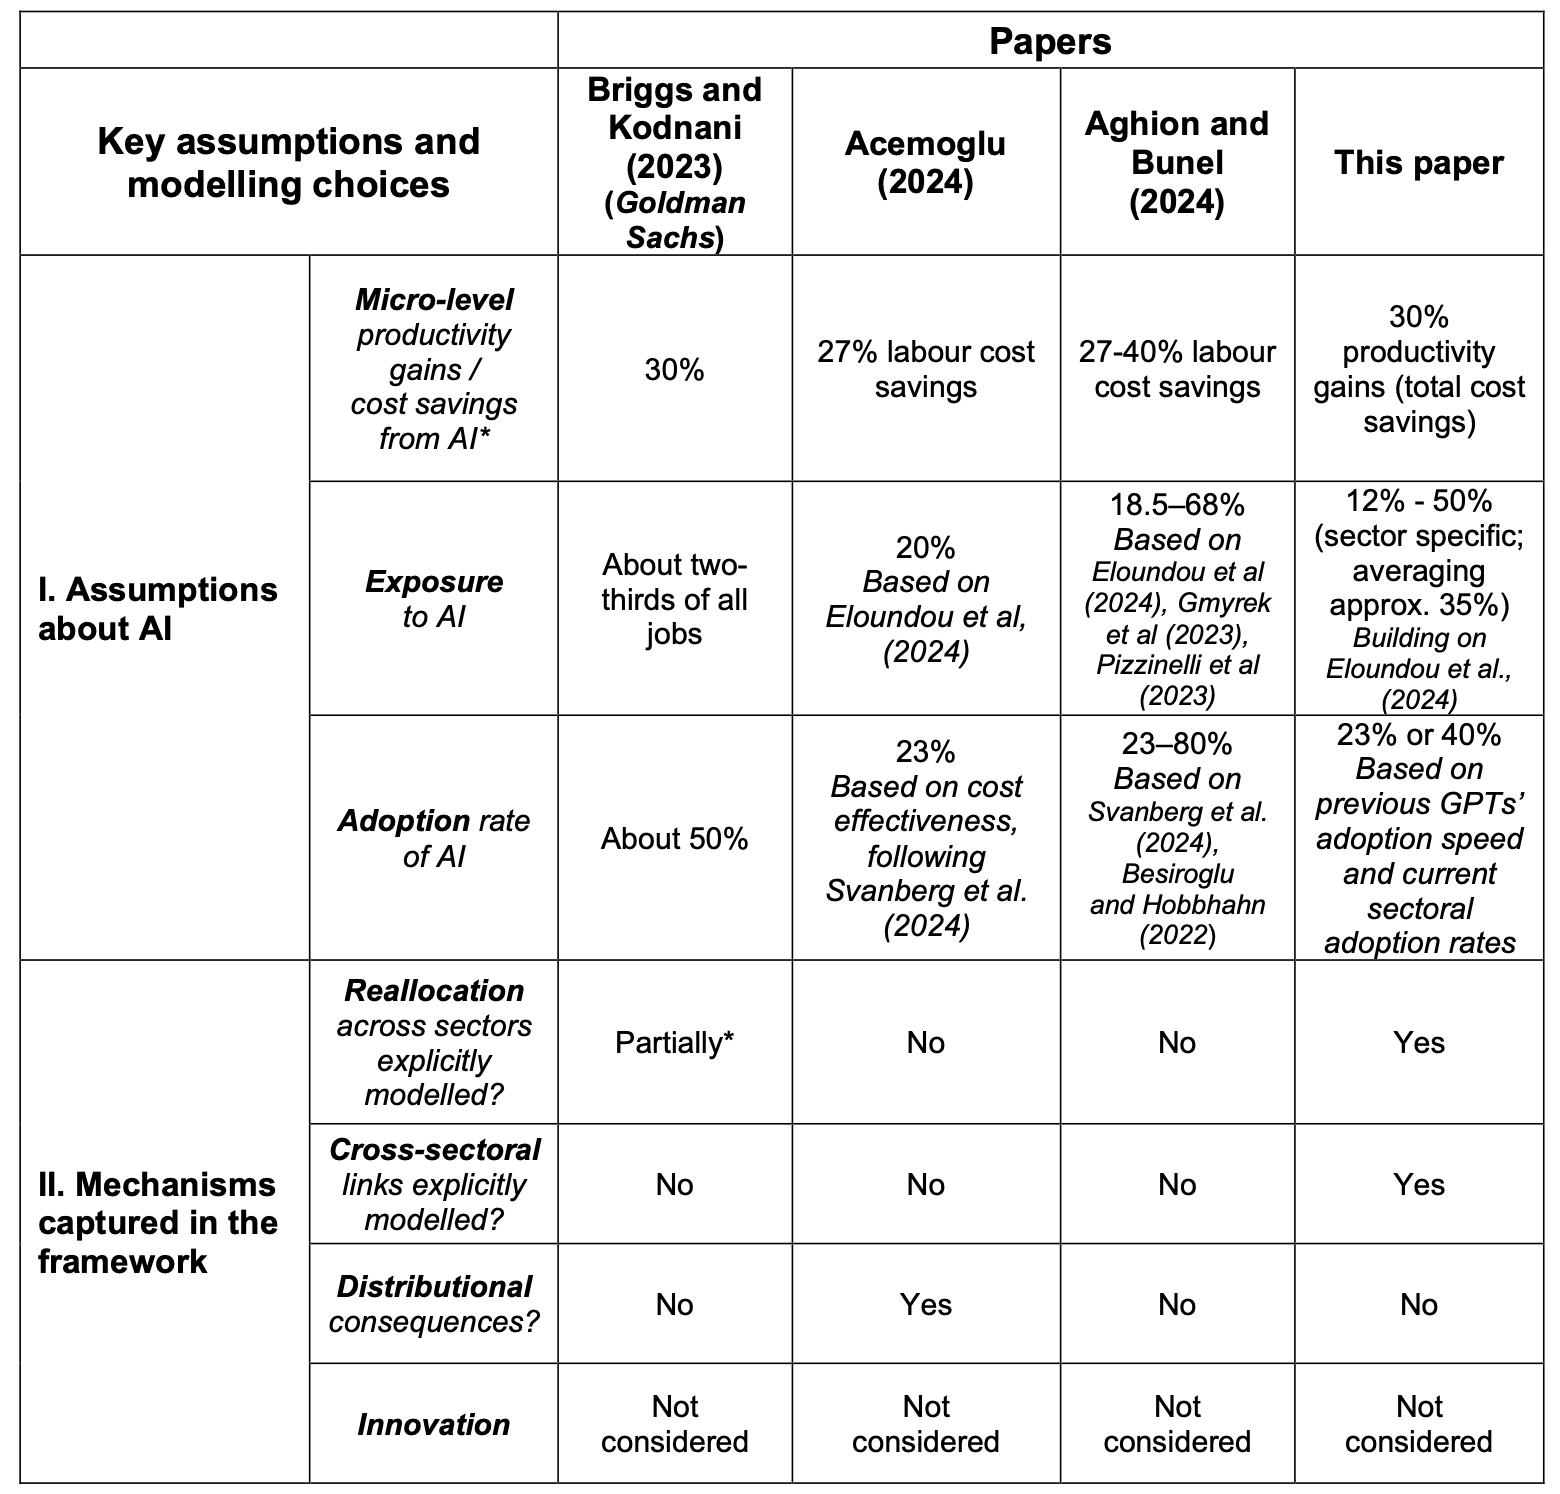 Papers
Key assumptions and
modelling choices
Briggs and
Kodnani
(2023)
(Goldman
Sachs)
Acemoglu
(2024)
Aghion and
Bunel
(2024)
This paper
I. Assumptions
about AI
Micro-level
productivity
gains /
cost savings
from AI*
30%
27% labour cost
savings
27-40% labour
cost savings
30%
productivity
gains (total cost
savings)
Exposure
to AI
About two-
thirds of all
jobs
20%
Based on
Eloundou et al,
(2024)
18.5–68%
Based on
Eloundou et al
(2024), Gmyrek
et al (2023),
Pizzinelli et al
(2023)
12% - 50%
(sector specific;
averaging
approx. 35%)
Building on
Eloundou et al.,
(2024)
Adoption rate
of AI
About 50%
23%
Based on cost
effectiveness,
following
Svanberg et al.
(2024)
23–80%
Based on
Svanberg et al.
(2024),
Besiroglu
and Hobbhahn
(2022)
23% or 40%
Based on
previous GPTs’
adoption speed
and current
sectoral
adoption rates
II. Mechanisms
captured in the
framework
Reallocation
across sectors
explicitly
modelled?
Partially*
No
No
Yes
Cross-sectoral
links explicitly
modelled?
No
No
No
Yes
Distributional
consequences?
No
Yes
No
No
Innovation
Not
considered
Not
considered
Not
considered
Not
considered